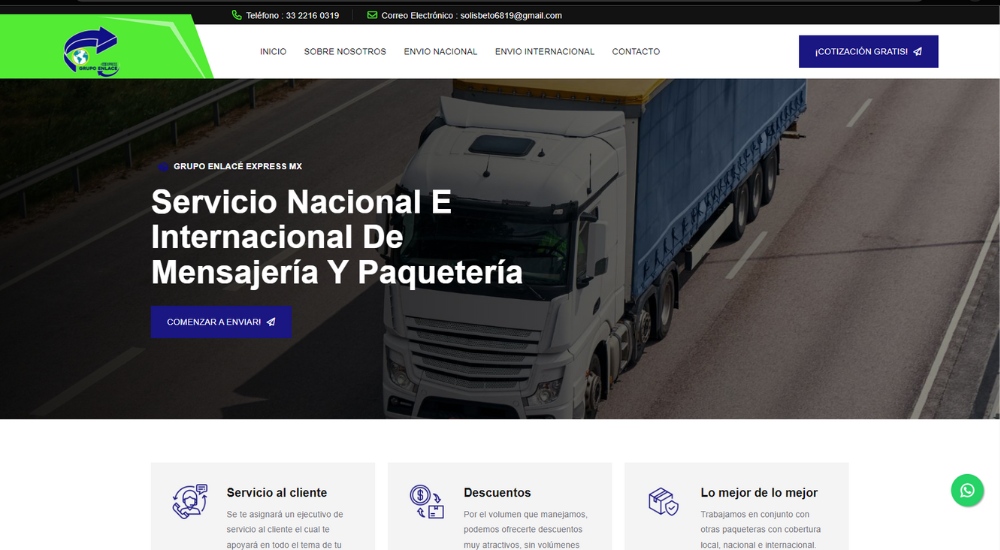 Teléfono : 33 2216 0319
Correo Electrónico : solisbeto6819@gmail.com
GRUPO ENLACE
INICIO
SOBRE NOSOTROS
ENVIO NACIONAL
ENVIO INTERNACIONAL
CONTACTO
¡COTIZACIÓN GRATIS!
GRUPO ENLACE EXPRESS MX
Servicio Nacional E
Internacional De
Mensajería Y Paquetería
COMENZAR A ENVIAR!
Servicio al cliente
Se te asignará un ejecutivo de
servicio al cliente el cual te
apoyará en todo el tema de tu
Descuentos
Por el volumen que manejamos,
podemos ofrecerte descuentos
muy atractivos, sin volúmenes
Lo mejor de lo mejor
Trabajamos en conjunto con
otras paqueteras con cobertura
local, nacional e internacional.